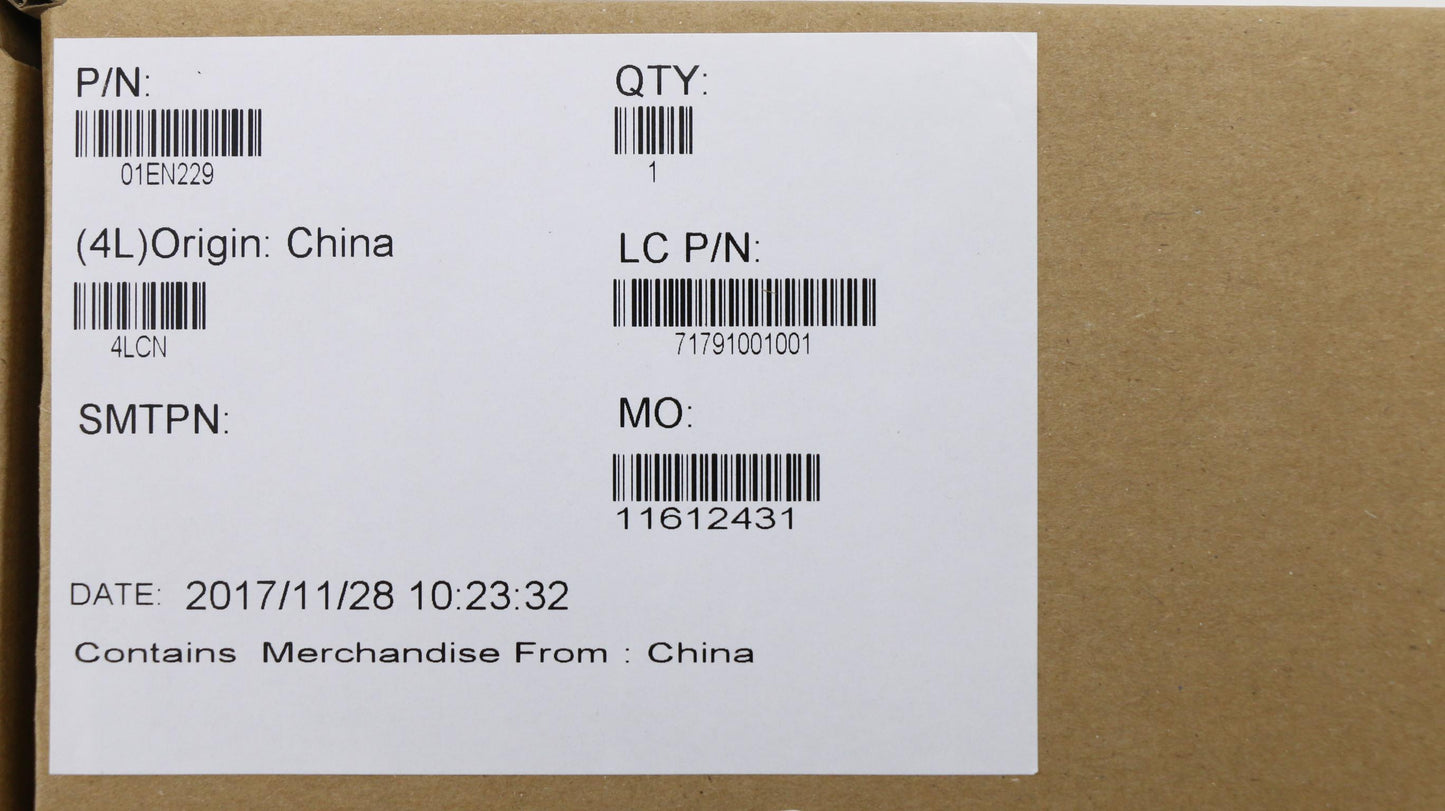 P/N:
01EN229
QTY:
1
(4L)Origin: China
4LCN
LC P/N:
71791001001
SMTPN:
MO:
11612431
DATE: 2017/11/28 10:23:32
Contains Merchandise From : China